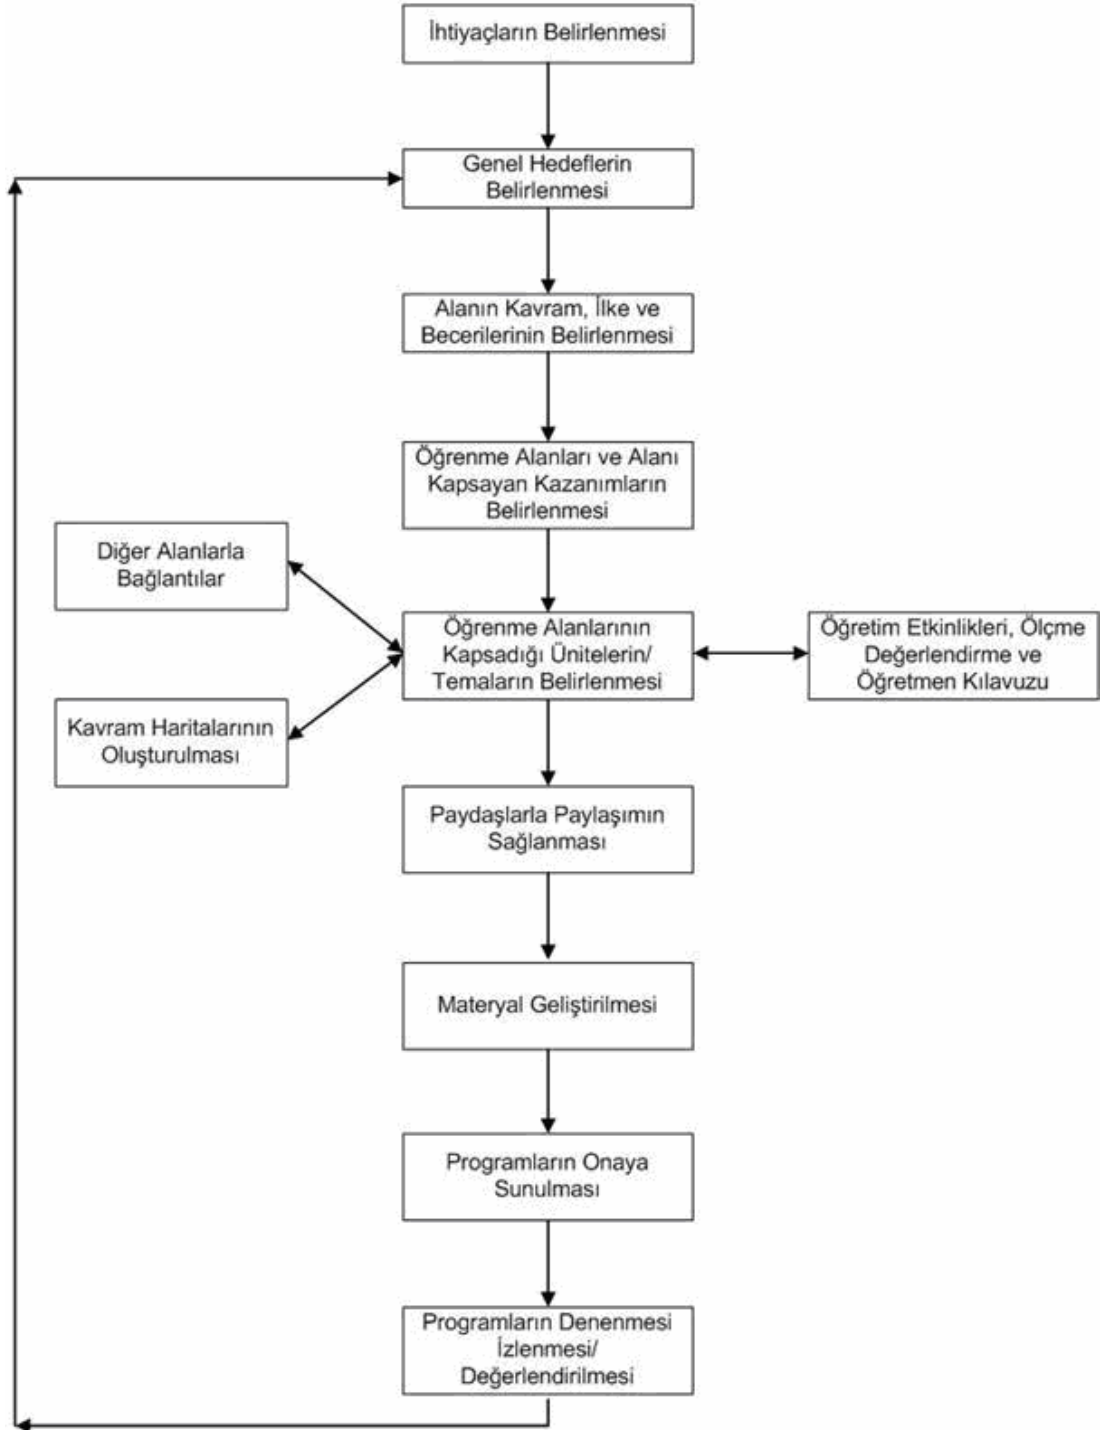 İhtiyaçların Belirlenmesi
Genel Hedeflerin
Belirlenmesi
Alanın Kavram, İlke ve
Becerilerinin Belirlenmesi
Öğrenme Alanları ve Alanı
Kapsayan Kazanımların
Belirlenmesi
Diğer Alanlarla
Bağlantılar
Öğrenme Alanlarının
Kapsadığı Ünitelerin/
Temaların Belirlenmesi
Öğretim Etkinlikleri, Ölçme
Değerlendirme ve
Öğretmen Kılavuzu
Kavram Haritalarının
Oluşturulması
Paydaşlarla Paylaşımın
Sağlanması
Materyal Geliştirilmesi
Programların Onaya
Sunulması
Programların Denenmesi
İzlenmesi/
Değerlendirilmesi